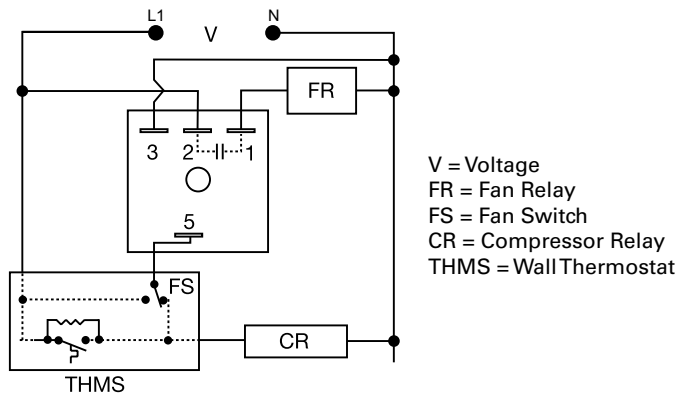 L1
V
N
FR
3
2
1
5
FS
CR
THMS
V = Voltage
FR = Fan Relay
FS = Fan Switch
CR = Compressor Relay
THMS = Wall Thermostat